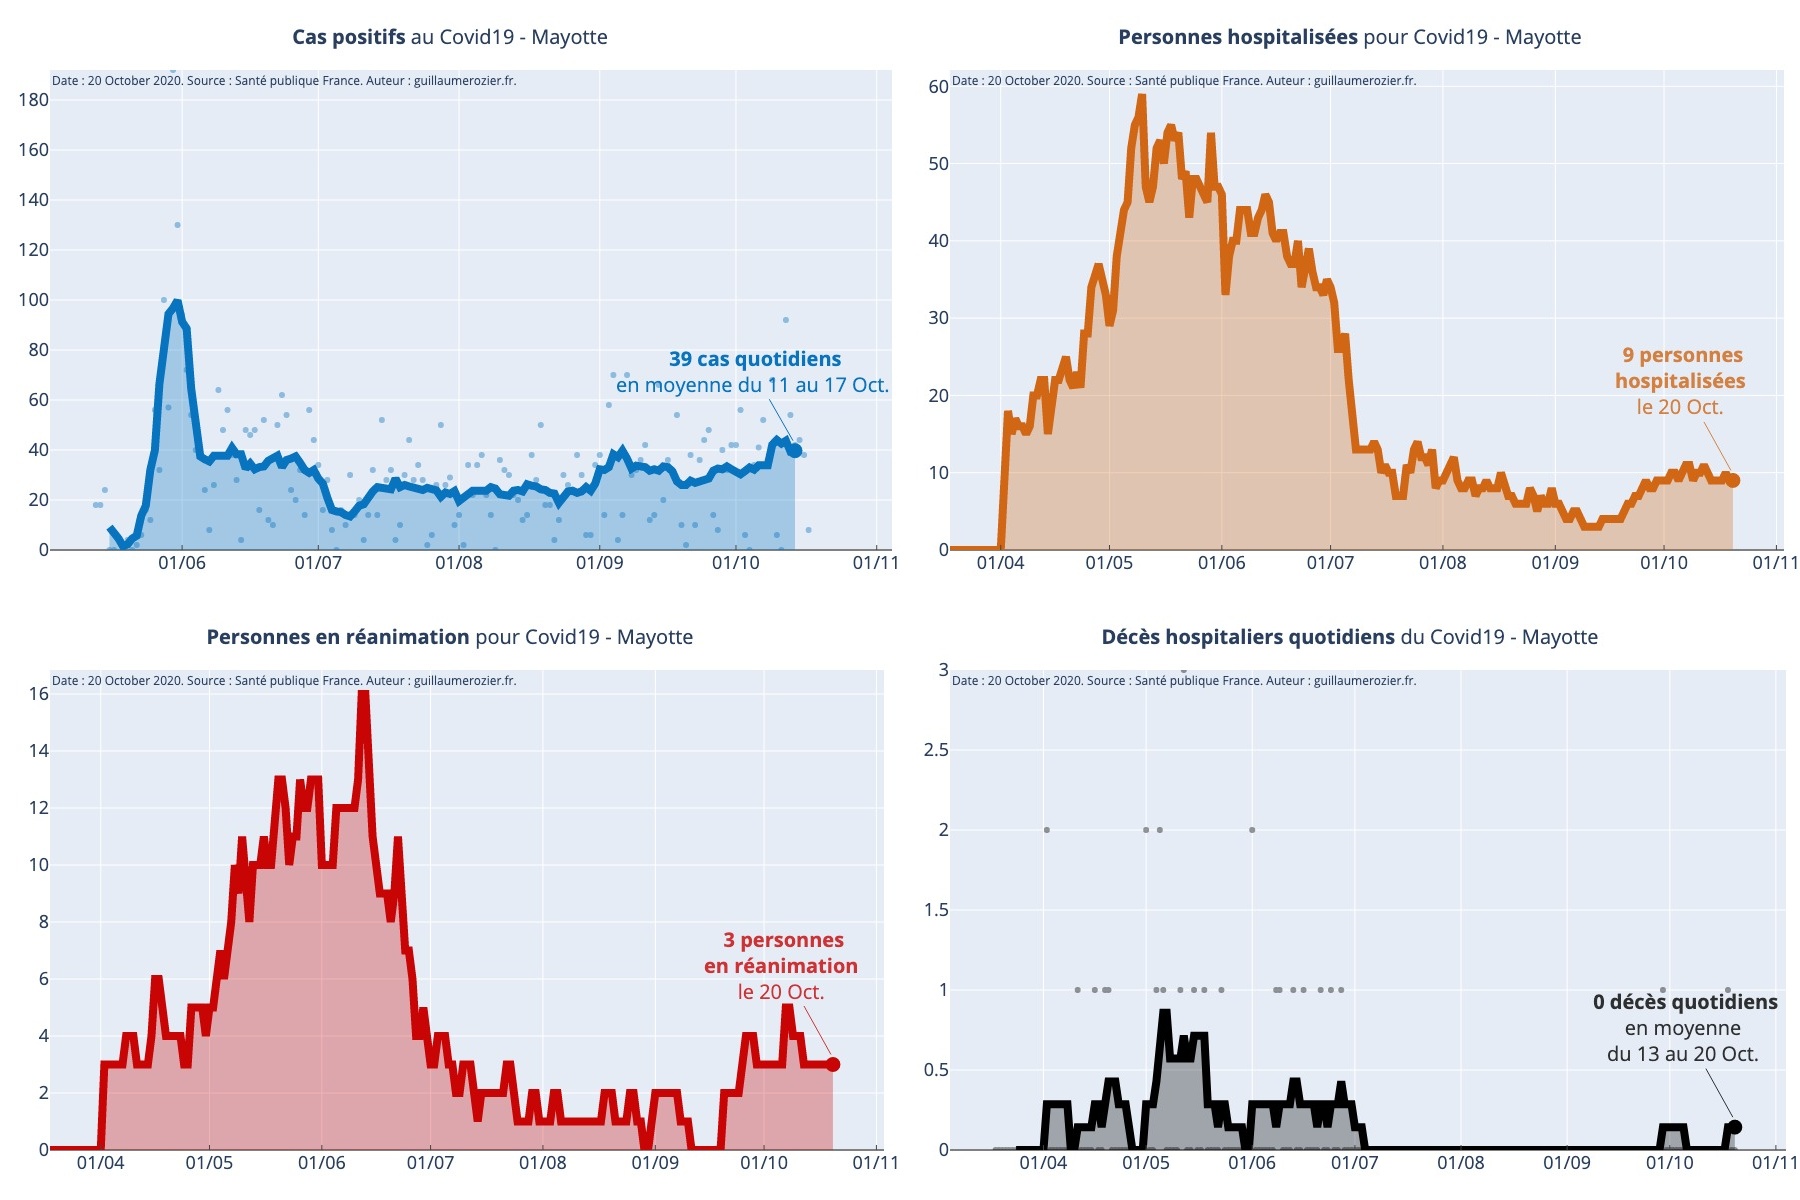 Cas positifs au Covid19 - Mayotte
Date : 20 October 2020. Source : Santé publique France. Auteur : guillaumerozier.fr.
180
160
140
120
100
80
60
40
20
0
39 cas quotidiens
en moyenne du 11 au 17 Oct.
01/06 01/07 01/08 01/09 01/10 01/11
Personnes hospitalisées pour Covid19 - Mayotte
Date : 20 October 2020. Source : Santé publique France. Auteur : guillaumerozier.fr.
60
50
40
30
20
10
0
9 personnes
hospitalisées
le 20 Oct.
01/04 01/05 01/06 01/07 01/08 01/09 01/10 01/11
Personnes en réanimation pour Covid19 - Mayotte
Date : 20 October 2020. Source : Santé publique France. Auteur : guillaumerozier.fr.
16
14
12
10
8
6
4
2
0
3 personnes
en réanimation
le 20 Oct.
01/04 01/05 01/06 01/07 01/08 01/09 01/10 01/11
Décès hospitaliers quotidiens du Covid19 - Mayotte
Date : 20 October 2020. Source : Santé publique France. Auteur : guillaumerozier.fr.
3
2.5
2
1.5
1
0.5
0
0 décès quotidiens
en moyenne
du 13 au 20 Oct.
01/04 01/05 01/06 01/07 01/08 01/09 01/10 01/11